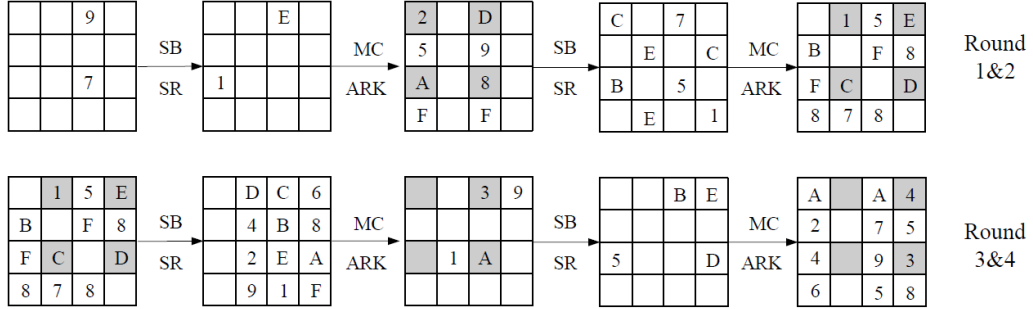 9 E 2 D C 7 1 5 E
SB MC 5 9 SB E C MC B F 8 Round
7 SR 1 ARK A 8 SR B 5 ARK F C D 1&2
F F E 1 8 7 8
1 5 E D C 6 3 9 B E A A 4
B F 8 SB 4 B 8 MC SB MC 2 7 5 Round
F C D SR 2 E A ARK 1 A SR 5 D ARK 4 9 3 3&4
8 7 8 9 1 F 6 5 8